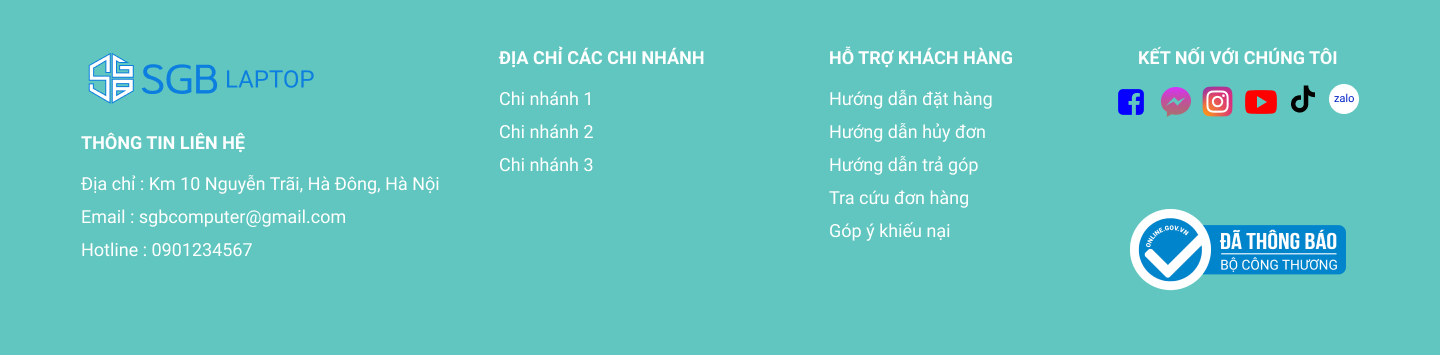 SGB LAPTOP
THÔNG TIN LIÊN HỆ
Địa chỉ : Km 10 Nguyễn Trãi, Hà Đông, Hà Nội
Email : sgbcomputer@gmail.com
Hotline : 0901234567
ĐỊA CHỈ CÁC CHI NHÁNH
Chi nhánh 1
Chi nhánh 2
Chi nhánh 3
HỖ TRỢ KHÁCH HÀNG
Hướng dẫn đặt hàng
Hướng dẫn hủy đơn
Hướng dẫn trả góp
Tra cứu đơn hàng
Góp ý khiếu nại
KẾT NỐI VỚI CHÚNG TÔI
zalo
ONLINE.GOV.VN
ĐÃ THÔNG BÁO
BỘ CÔNG THƯƠNG